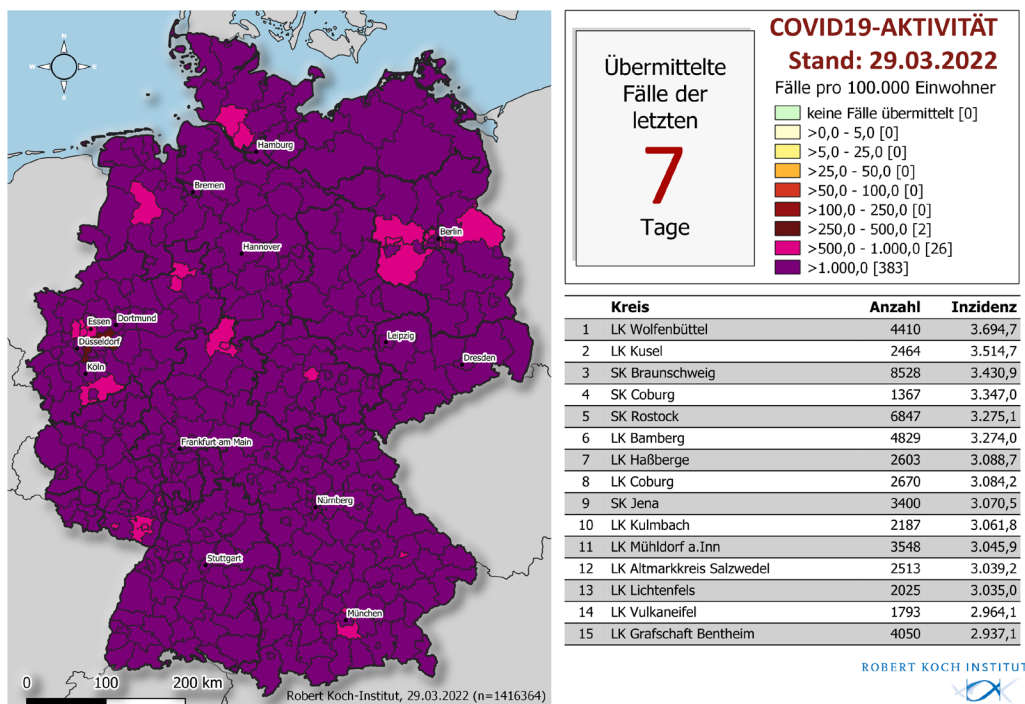 N
W
E
S
Hamburg
Bremen
Berlin
Hannover
Essen
Dortmund
Düsseldorf
Köln
Leipzig
Dresden
Frankfurt am Main
Nürnberg
Stuttgart
München
0 100 200 km
Robert Koch-Institut, 29.03.2022 (n=1416364)
Übermittelte
Fälle der
letzten
7
Tage
COVID19-AKTIVITÄT
Stand: 29.03.2022
Fälle pro 100.000 Einwohner
keine Fälle übermittelt [0]
>0,0 - 5,0 [0]
>5,0 - 25,0 [0]
>25,0 - 50,0 [0]
>50,0 - 100,0 [0]
>100,0 - 250,0 [0]
>250,0 - 500,0 [2]
>500,0 - 1.000,0 [26]
>1.000,0 [383]
Kreis Anzahl Inzidenz
1 LK Wolfenbüttel 4410 3.694,7
2 LK Kusel 2464 3.514,7
3 SK Braunschweig 8528 3.430,9
4 SK Coburg 1367 3.347,0
5 SK Rostock 6847 3.275,1
6 LK Bamberg 4829 3.274,0
7 LK Haßberge 2603 3.088,7
8 LK Coburg 2670 3.084,2
9 SK Jena 3400 3.070,5
10 LK Kulmbach 2187 3.061,8
11 LK Mühldorf a.Inn 3548 3.045,9
12 LK Altmarkkreis Salzwedel 2513 3.039,2
13 LK Lichtenfels 2025 3.035,0
14 LK Vulkaneifel 1793 2.964,1
15 LK Grafschaft Bentheim 4050 2.937,1
ROBERT KOCH INSTITUT